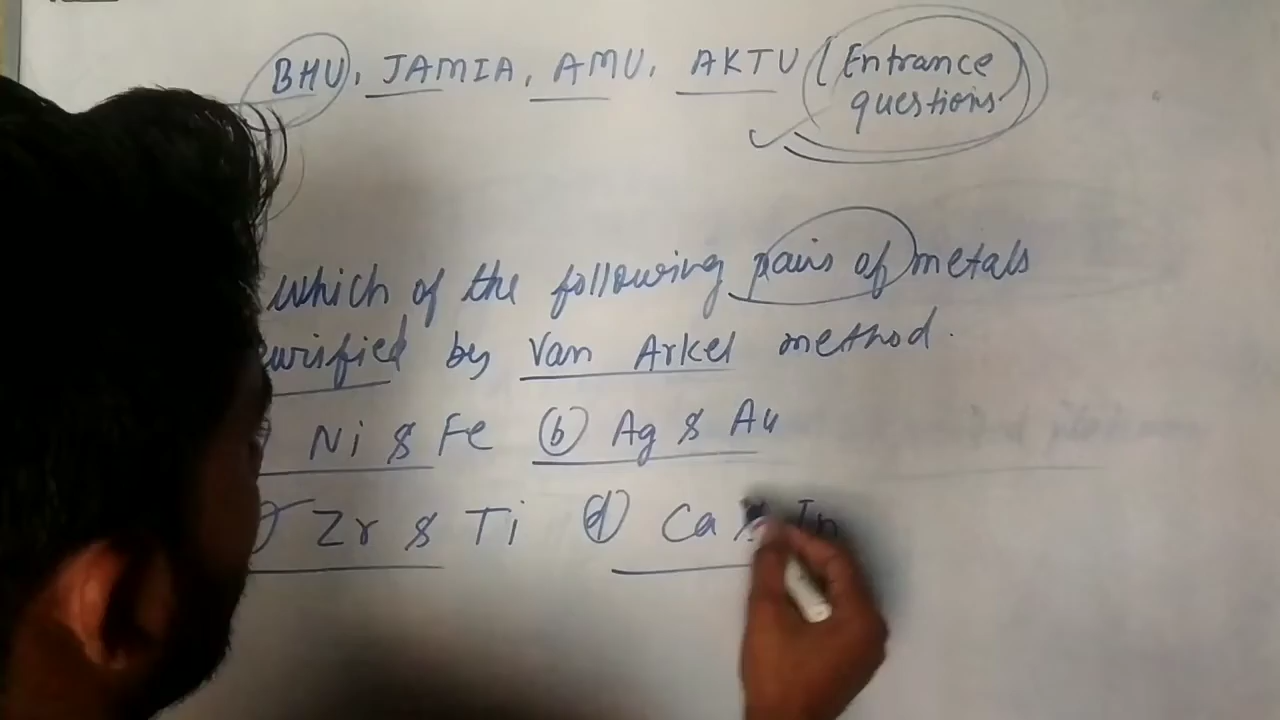 BHU, JAMIA, AMU, AKTU (Entrance
questions
which of the following pairs of metals
by Van Arkel method.
Ni & Fe (b) Ag & Au
Zr & Ti (d) Ca & In